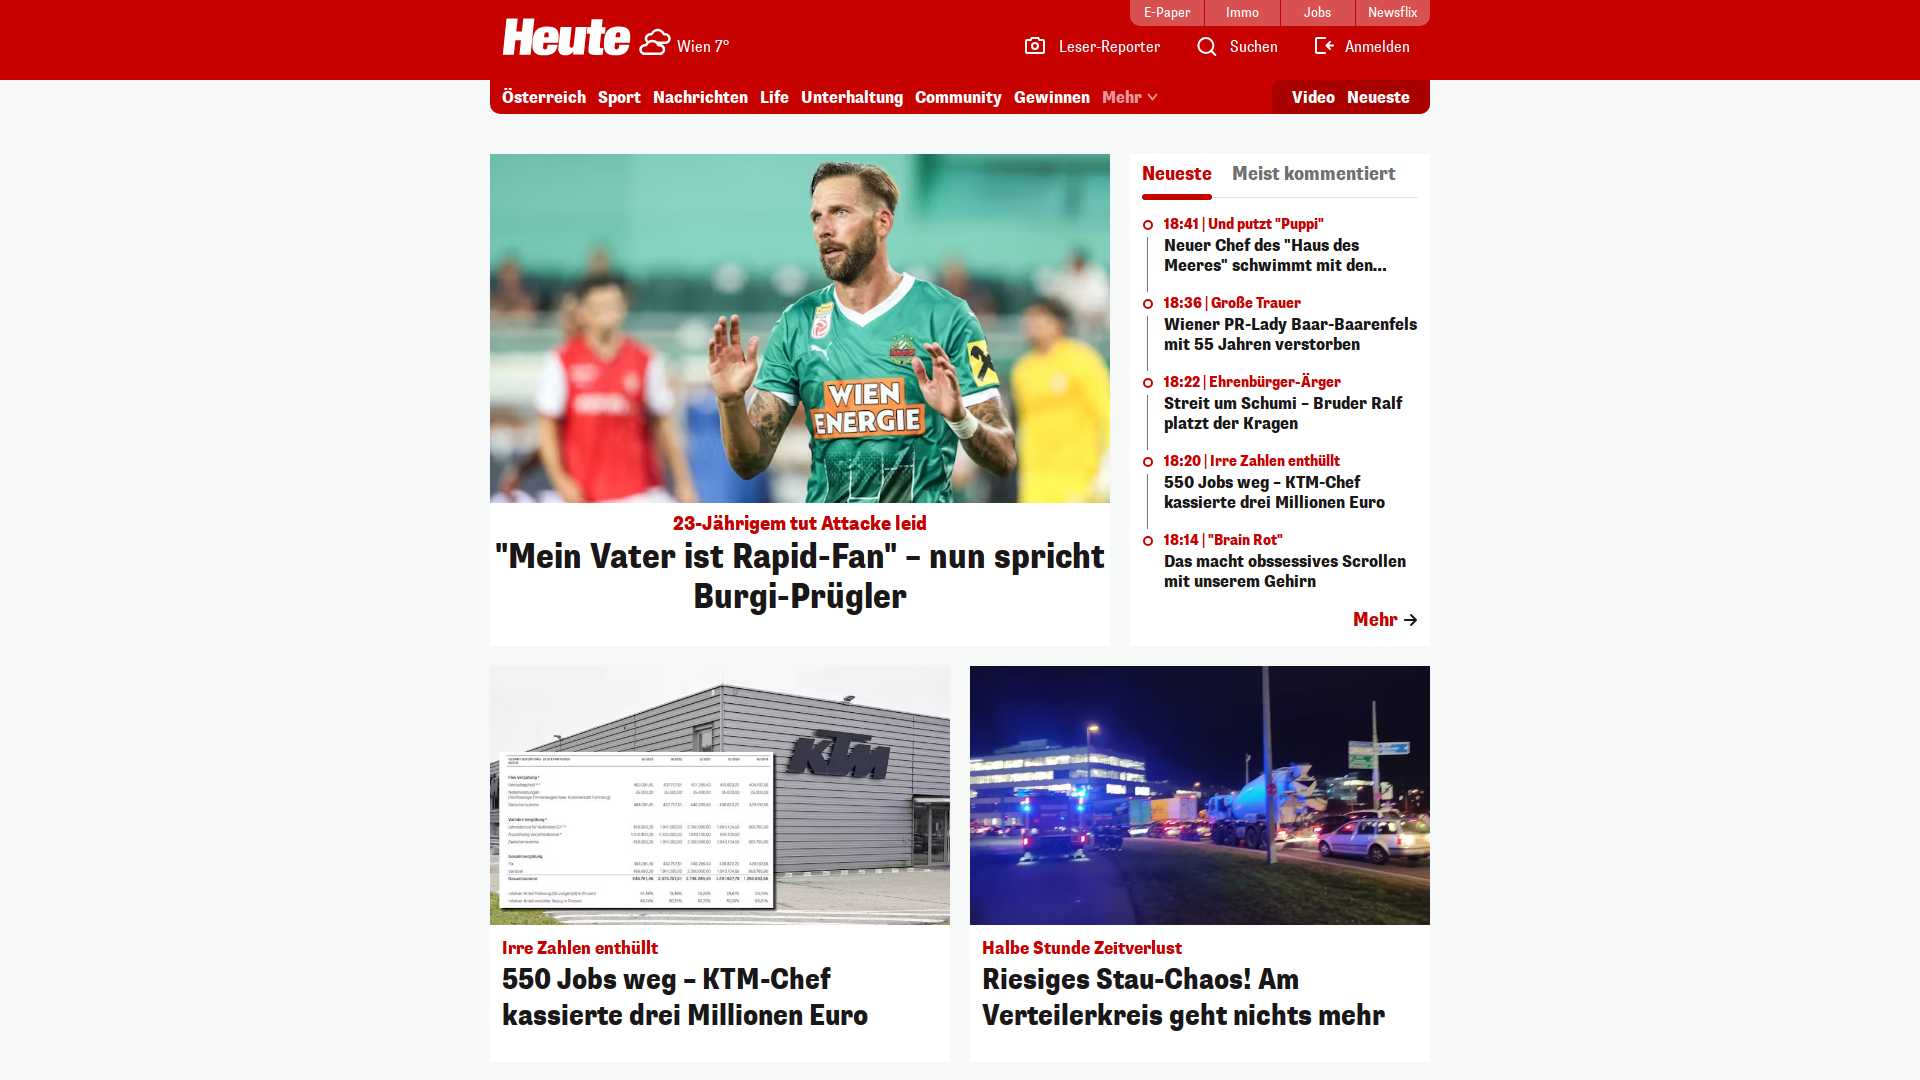 E-Paper
Immo
Jobs
Newsflix
Heute
Wien 7°
Leser-Reporter
Suchen
Anmelden
Österreich
Sport
Nachrichten
Life
Unterhaltung
Community
Gewinnen
Mehr
Video
Neueste
WIEN
ENERGIE
23-Jährigem tut Attacke leid
"Mein Vater ist Rapid-Fan" – nun spricht
Burgi-Prügler
Neueste
Meist kommentiert
18:41 | Und putzt "Puppi"
Neuer Chef des "Haus des
Meeres" schwimmt mit den...
18:36 | Große Trauer
Wiener PR-Lady Baar-Baarenfels
mit 55 Jahren verstorben
18:22 | Ehrenbürger-Ärger
Streit um Schumi – Bruder Ralf
platzt der Kragen
18:20 | Irre Zahlen enthüllt
550 Jobs weg – KTM-Chef
kassierte drei Millionen Euro
18:14 | "Brain Rot"
Das macht obssessives Scrollen
mit unserem Gehirn
Mehr
KTM
Irre Zahlen enthüllt
550 Jobs weg – KTM-Chef
kassierte drei Millionen Euro
Halbe Stunde Zeitverlust
Riesiges Stau-Chaos! Am
Verteilerkreis geht nichts mehr